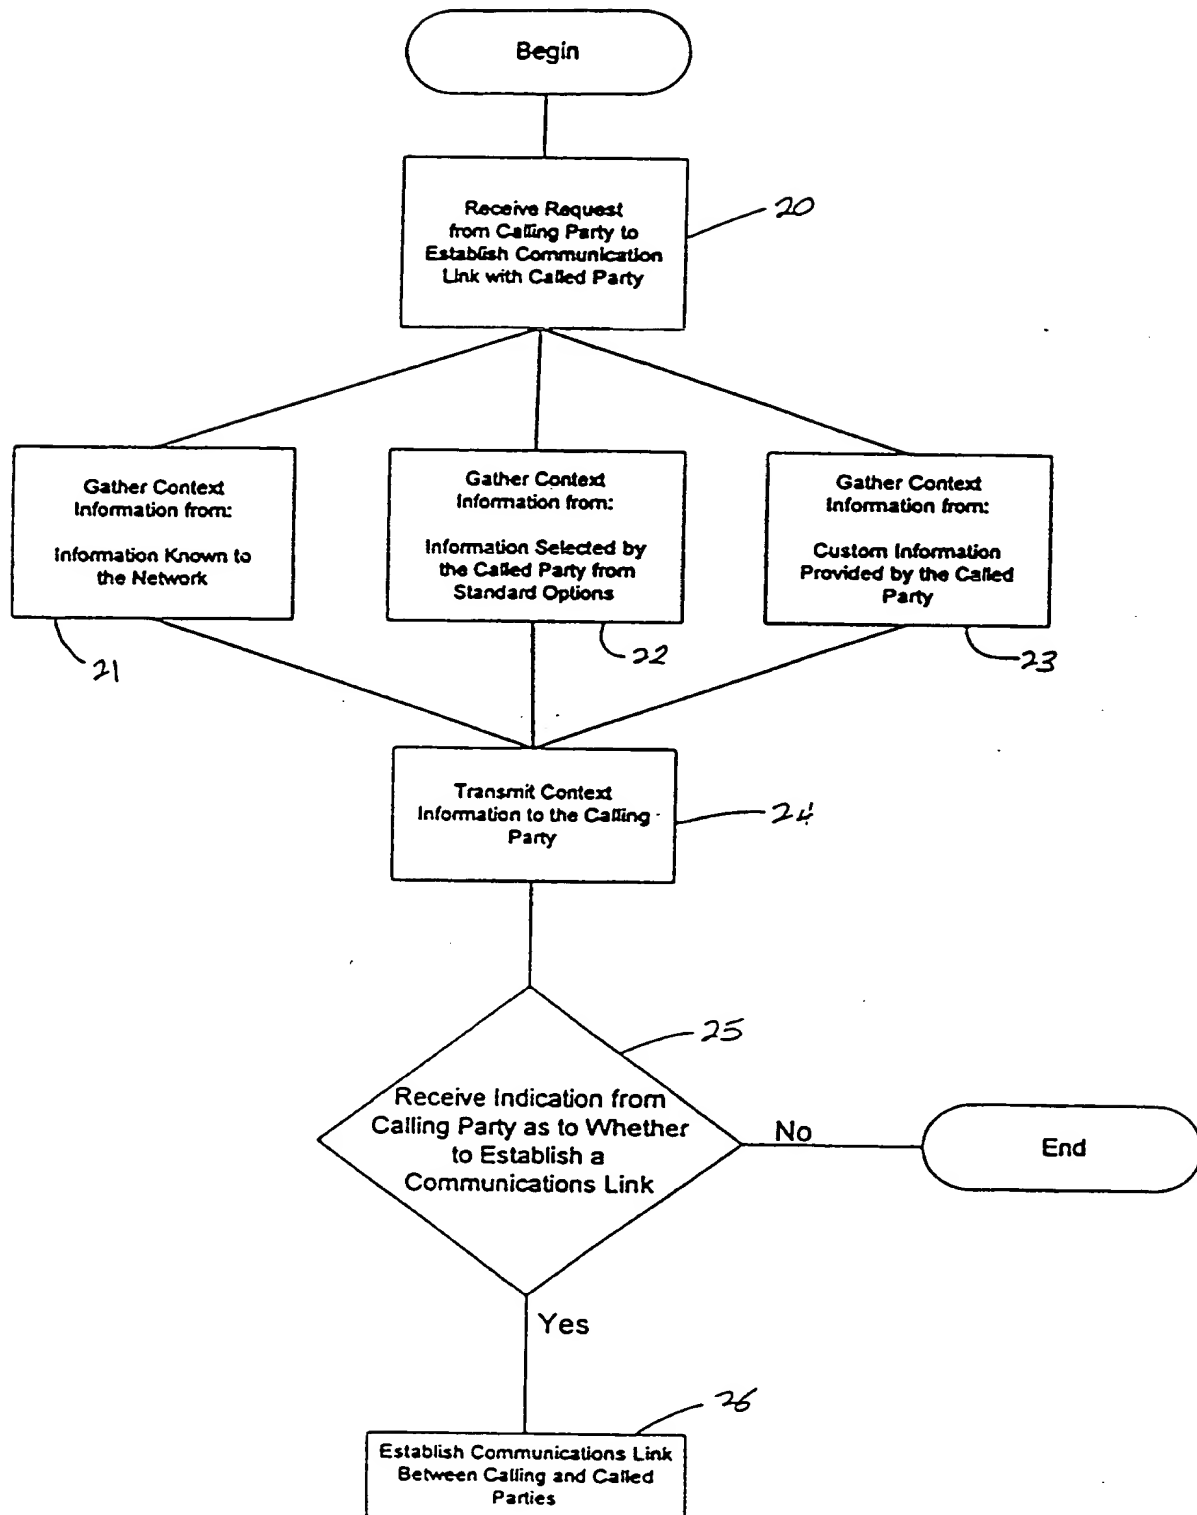 Begin
Receive Request
from Calling Party to
Establish Communication
Link with Called Party
20
Gather Context
Information from:
Information Known to
the Network
21
Gather Context
Information from:
Information Selected by
the Called Party from
Standard Options
22
Gather Context
Information from:
Custom Information
Provided by the Called
Party
23
Transmit Context
Information to the Calling
Party
24
Receive Indication from
Calling Party as to Whether
to Establish a
Communications Link
25
No
End
Yes
26
Establish Communications Link
Between Calling and Called
Parties